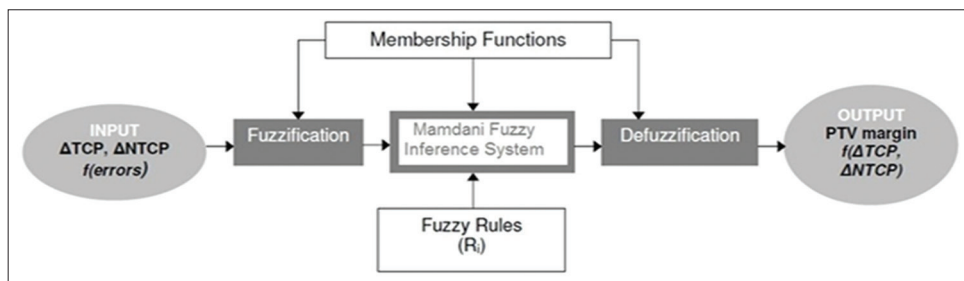 Membership Functions
INPUT
ΔTCP, ΔNTCP
f(errors)
Fuzzification
Mamdani Fuzzy
Inference System
Defuzzification
OUTPUT
PTV margin
f(ΔTCP,
ΔNTCP)
Fuzzy Rules
(Rᵢ)